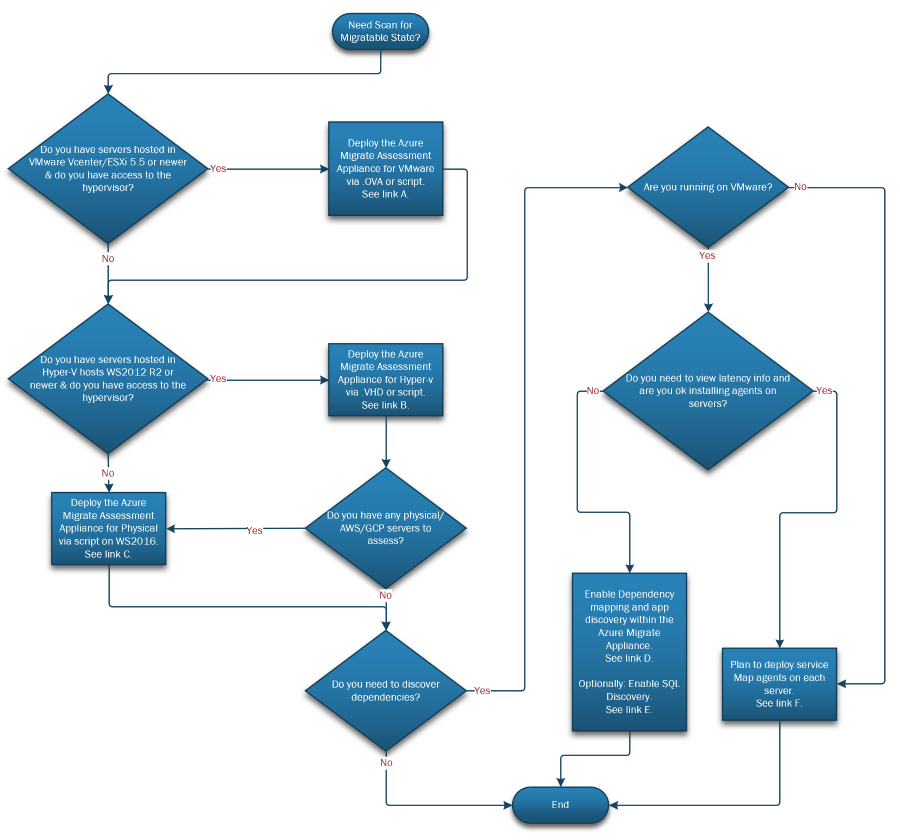 Need Scan for
Migratable State?
Do you have servers hosted in
VMware Vcenter/ESXi 5.5 or newer
& do you have access to the
hypervisor?
Yes
Deploy the Azure
Migrate Assessment
Appliance for VMware
via .OVA or script.
See link A.
No
Do you have servers hosted in
Hyper-V hosts WS2012 R2 or
newer & do you have access to the
hypervisor?
Yes
Deploy the Azure
Migrate Assessment
Appliance for Hyper-v
via .VHD or script.
See link B.
No
Deploy the Azure
Migrate Assessment
Appliance for Physical
via script on WS2016.
See link C.
Yes
Do you have any physical/
AWS/GCP servers to
assess?
No
Do you need to discover
dependencies?
Yes
No
Are you running on VMware?
No
Yes
Do you need to view latency info and
are you ok installing agents on
servers?
No
Yes
Enable Dependency
mapping and app
discovery within the
Azure Migrate
Appliance.
See link D.
Optionally: Enable SQL
Discovery.
See link E.
Plan to deploy service
Map agents on each
server.
See link F.
End